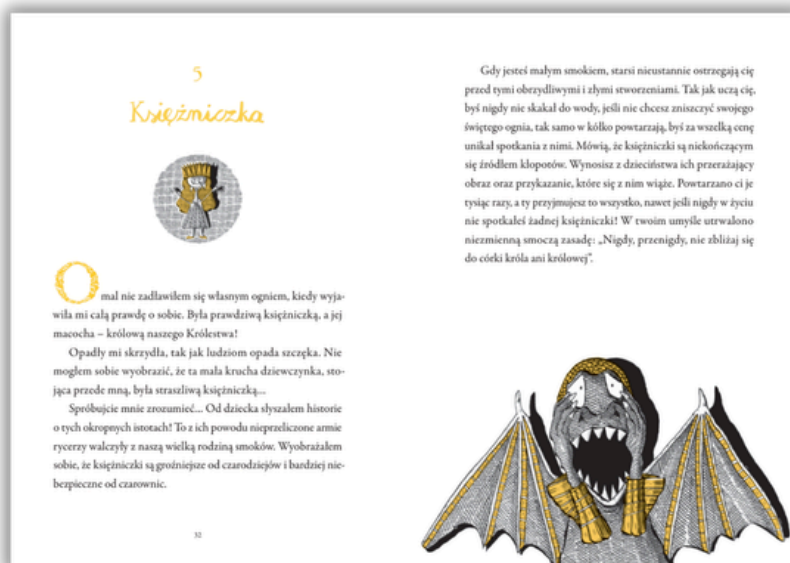 5
Księżniczka
Omal nie zadławiłem się własnym ogniem, kiedy wyja-
wiła mi całą prawdę o sobie. Była prawdziwą księżniczką, a jej
macocha – królową naszego Królestwa!
Opadły mi skrzydła, tak jak ludziom opada szczęka. Nie
mogłem sobie wyobrazić, że ta mała krucha dziewczynka, sto-
jąca przede mną, była straszliwą księżniczką...
Spróbujcie mnie zrozumieć... Od dziecka słyszałem historie
o tych okropnych istotach! To z ich powodu nieprzeliczone armie
rycerzy walczyły z naszą wielką rodziną smoków. Wyobrażałem
sobie, że księżniczki są groźniejsze od czarodziejów i bardziej nie-
bezpieczne od czarownic.
32
Gdy jesteś małym smokiem, starsi nieustannie ostrzegają cię
przed tymi obrzydliwymi i złymi stworzeniami. Tak jak uczą cię,
byś nigdy nie skakał do wody, jeśli nie chcesz zniszczyć swojego
świętego ognia, tak samo w kółko powtarzają, byś za wszelką cenę
unikał spotkania z nimi. Mówią, że księżniczki są niekończącym
się źródłem kłopotów. Wynosisz z dzieciństwa ich przerażający
obraz oraz przykazanie, które się z nim wiąże. Powtarzano ci je
tysiąc razy, a ty przyjmujesz to wszystko, nawet jeśli nigdy w życiu
nie spotkałeś żadnej księżniczki! W twoim umyśle utrwalono
niezmienną smoczą zasadę: „Nigdy, przenigdy, nie zbliżaj się
do córki króla ani królowej”.